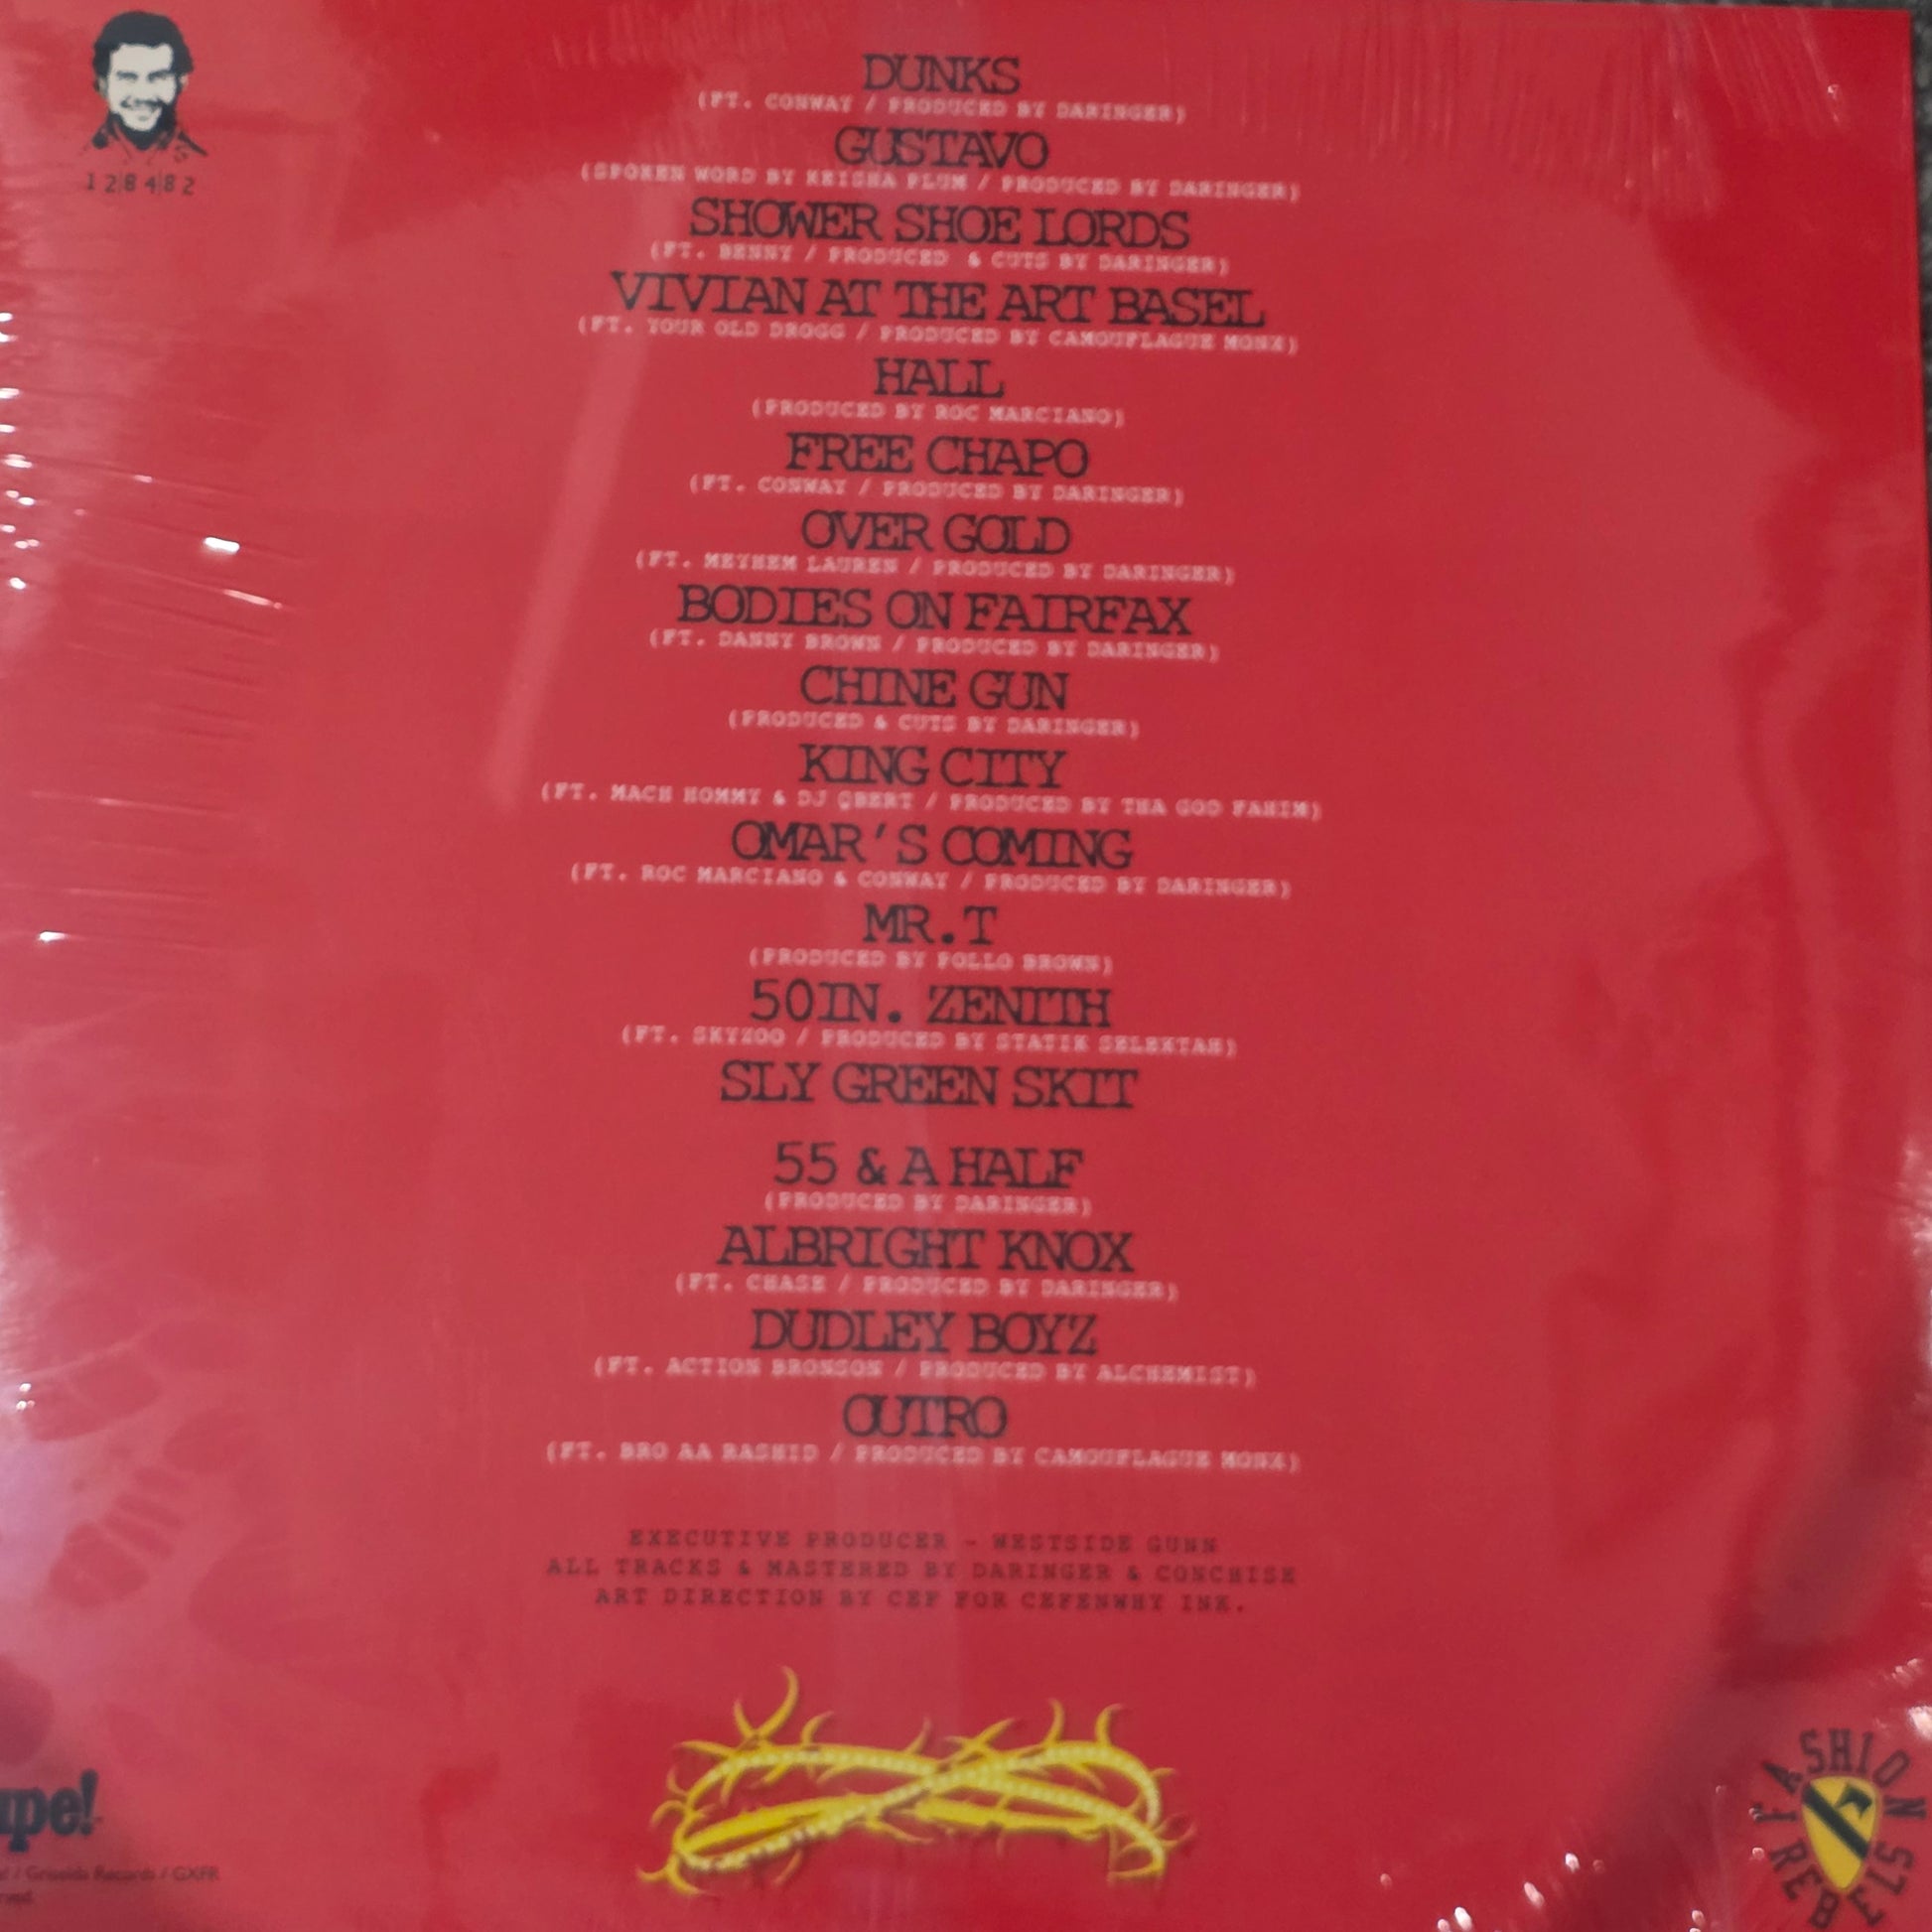 128482
DUNKS
(FT. CONWAY / PRODUCED BY DARINGER)
GUSTAVO
(SPOKEN WORD BY KEISHA PLUM / PRODUCED BY DARINGER)
SHOWER SHOE LORDS
(FT. BENNY / PRODUCED & CUTS BY DARINGER)
VIVIAN AT THE ART BASEL
(FT. YOUR OLD DROGG / PRODUCED BY CAMOUFLAGUE MONK)
HALL
(PRODUCED BY ROC MARCIANO)
FREE CHAPO
(FT. CONWAY / PRODUCED BY DARINGER)
OVER GOLD
(FT. MEYHEM LAUREN / PRODUCED BY DARINGER)
BODIES ON FAIRFAX
(FT. DANNY BROWN / PRODUCED BY DARINGER)
CHINE GUN
(PRODUCED & CUTS BY DARINGER)
KING CITY
(FT. MACH HOMMY & DJ QBERT / PRODUCED BY THA GOD FAHIM)
OMAR'S COMING
(FT. ROC MARCIANO & CONWAY / PRODUCED BY DARINGER)
MR.T
(PRODUCED BY POLLO BROWN)
50IN. ZENITH
(FT. SKYZOO / PRODUCED BY STATIK SELEKTAH)
SLY GREEN SKIT
55 & A HALF
(PRODUCED BY DARINGER)
ALBRIGHT KNOX
(FT. CHASE / PRODUCED BY DARINGER)
DUDLEY BOYZ
(FT. ACTION BRONSON / PRODUCED BY ALCHEMIST)
OUTRO
(FT. BRO AA RASHID / PRODUCED BY CAMOUFLAGUE MONK)
EXECUTIVE PRODUCER - WESTSIDE GUNN
ALL TRACKS & MASTERED BY DARINGER & CONCHISE
ART DIRECTION BY CEF FOR CEFENWHY INK.
upe!
/ Griselda Records / GXFR
FASHION
REBELS